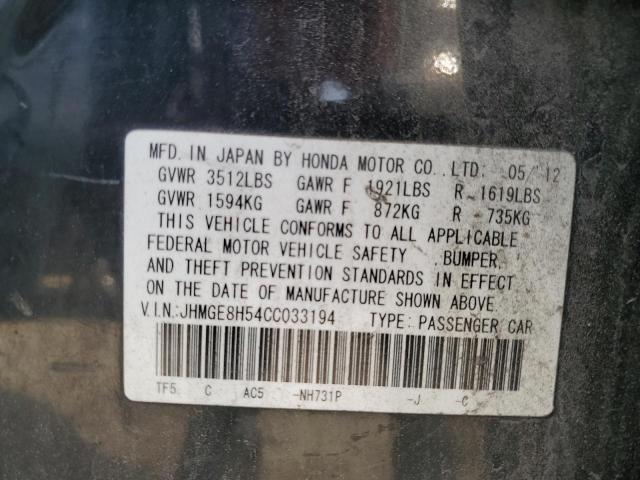 MFD. IN JAPAN BY HONDA MOTOR CO., LTD. 05/12
GVWR 3512LBS GAWR F 1921LBS R 1619LBS
GVWR 1594KG GAWR F 872KG R 735KG
THIS VEHICLE CONFORMS TO ALL APPLICABLE
FEDERAL MOTOR VEHICLE SAFETY, BUMPER,
AND THEFT PREVENTION STANDARDS IN EFFECT
ON THE DATE OF MANUFACTURE SHOWN ABOVE.
V.I.N:JHMGE8H54CC033194 TYPE: PASSENGER CAR
TF5 C AC5 -NH731P -J -C